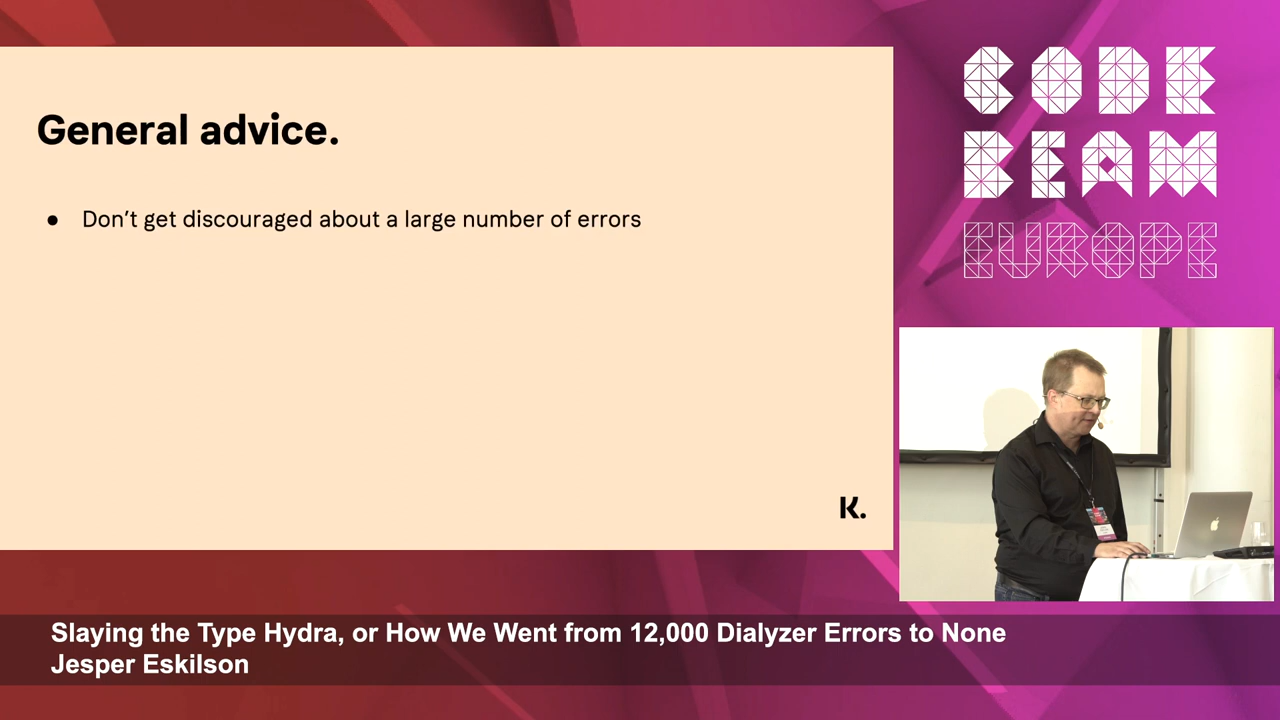 General advice.
● Don't get discouraged about a large number of errors
K.
CODE
BEAM
EUROPE
Slaying the Type Hydra, or How We Went from 12,000 Dialyzer Errors to None
Jesper Eskilson